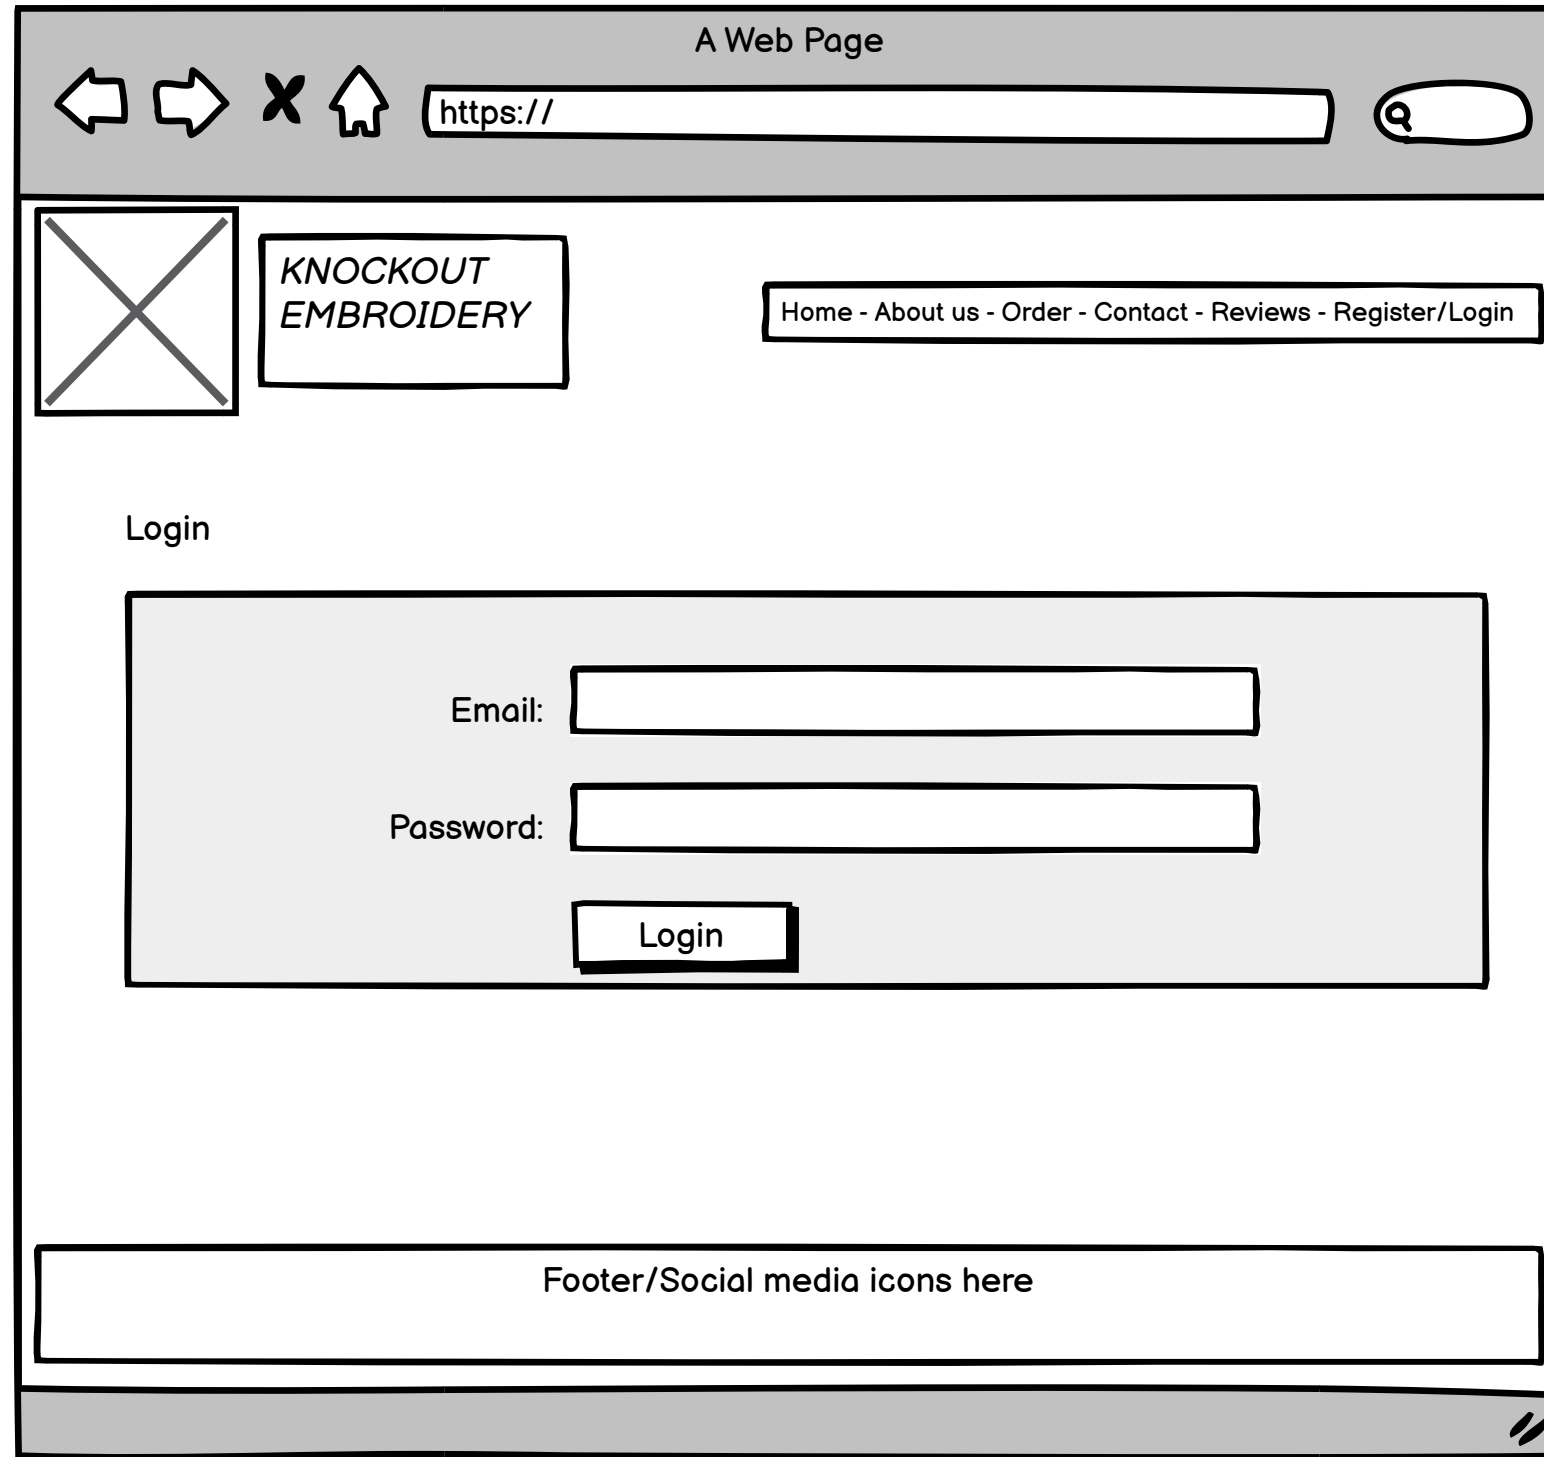 A Web Page
https://
KNOCKOUT
EMBROIDERY
Home - About us - Order - Contact - Reviews - Register/Login
Login
Email:
Password:
Login
Footer/Social media icons here